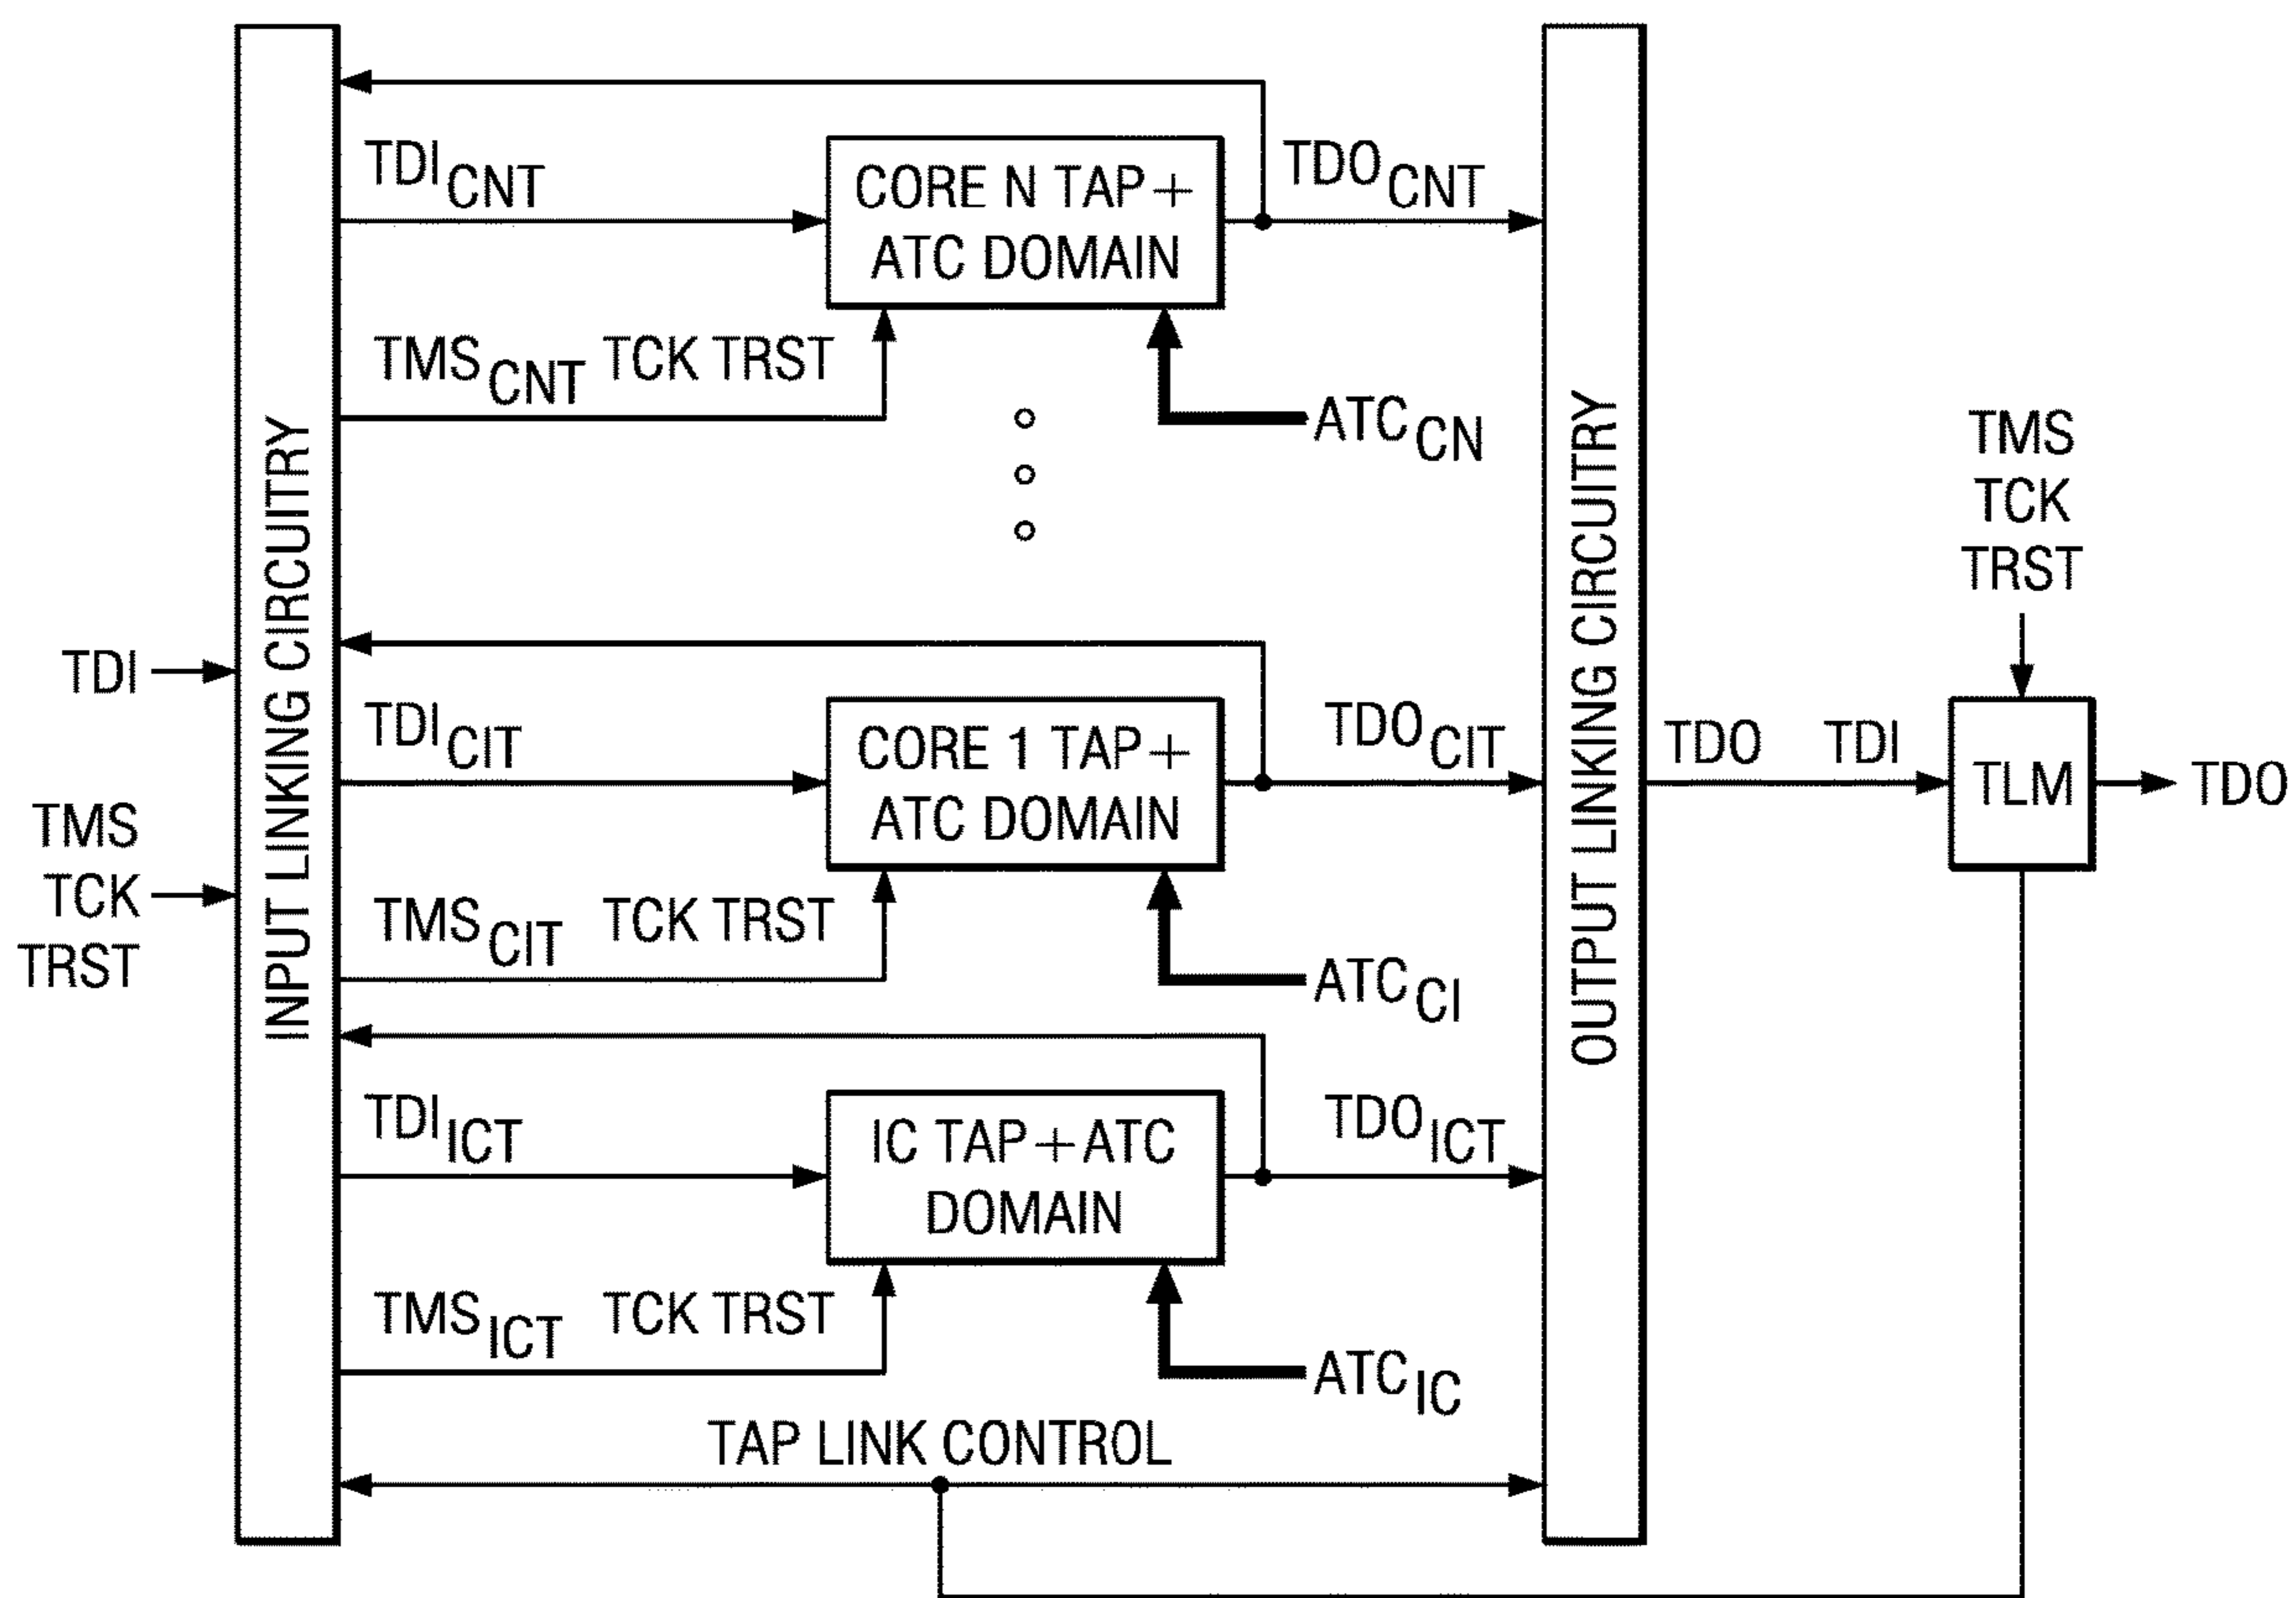 INPUT LINKING CIRCUITRY
OUTPUT LINKING CIRCUITRY
TDI
TMS
TCK
TRST
TDICNT
CORE N TAP+
ATC DOMAIN
TDOCNT
TMSCNT TCK TRST
ATCCN
TDICIT
CORE 1 TAP+
ATC DOMAIN
TDOCIT
TMSCIT TCK TRST
ATCCI
TDIICT
IC TAP+ATC
DOMAIN
TDOICT
TMSICT TCK TRST
ATCIC
TAP LINK CONTROL
TMS
TCK
TRST
TDO TDI
TLM
TDO